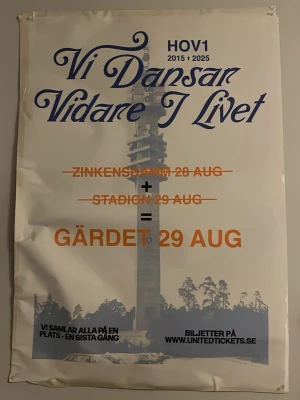 HOV1
2015 † 2025
Vi Dansar
Vidare I Livet
ZINKENSDAMM 28 AUG
+
STADION 29 AUG
=
GÄRDET 29 AUG
VI SAMLAR ALLA PÅ EN
PLATS - EN SISTA GÅNG
BILJETTER PÅ
WWW.UNITEDTICKETS.SE